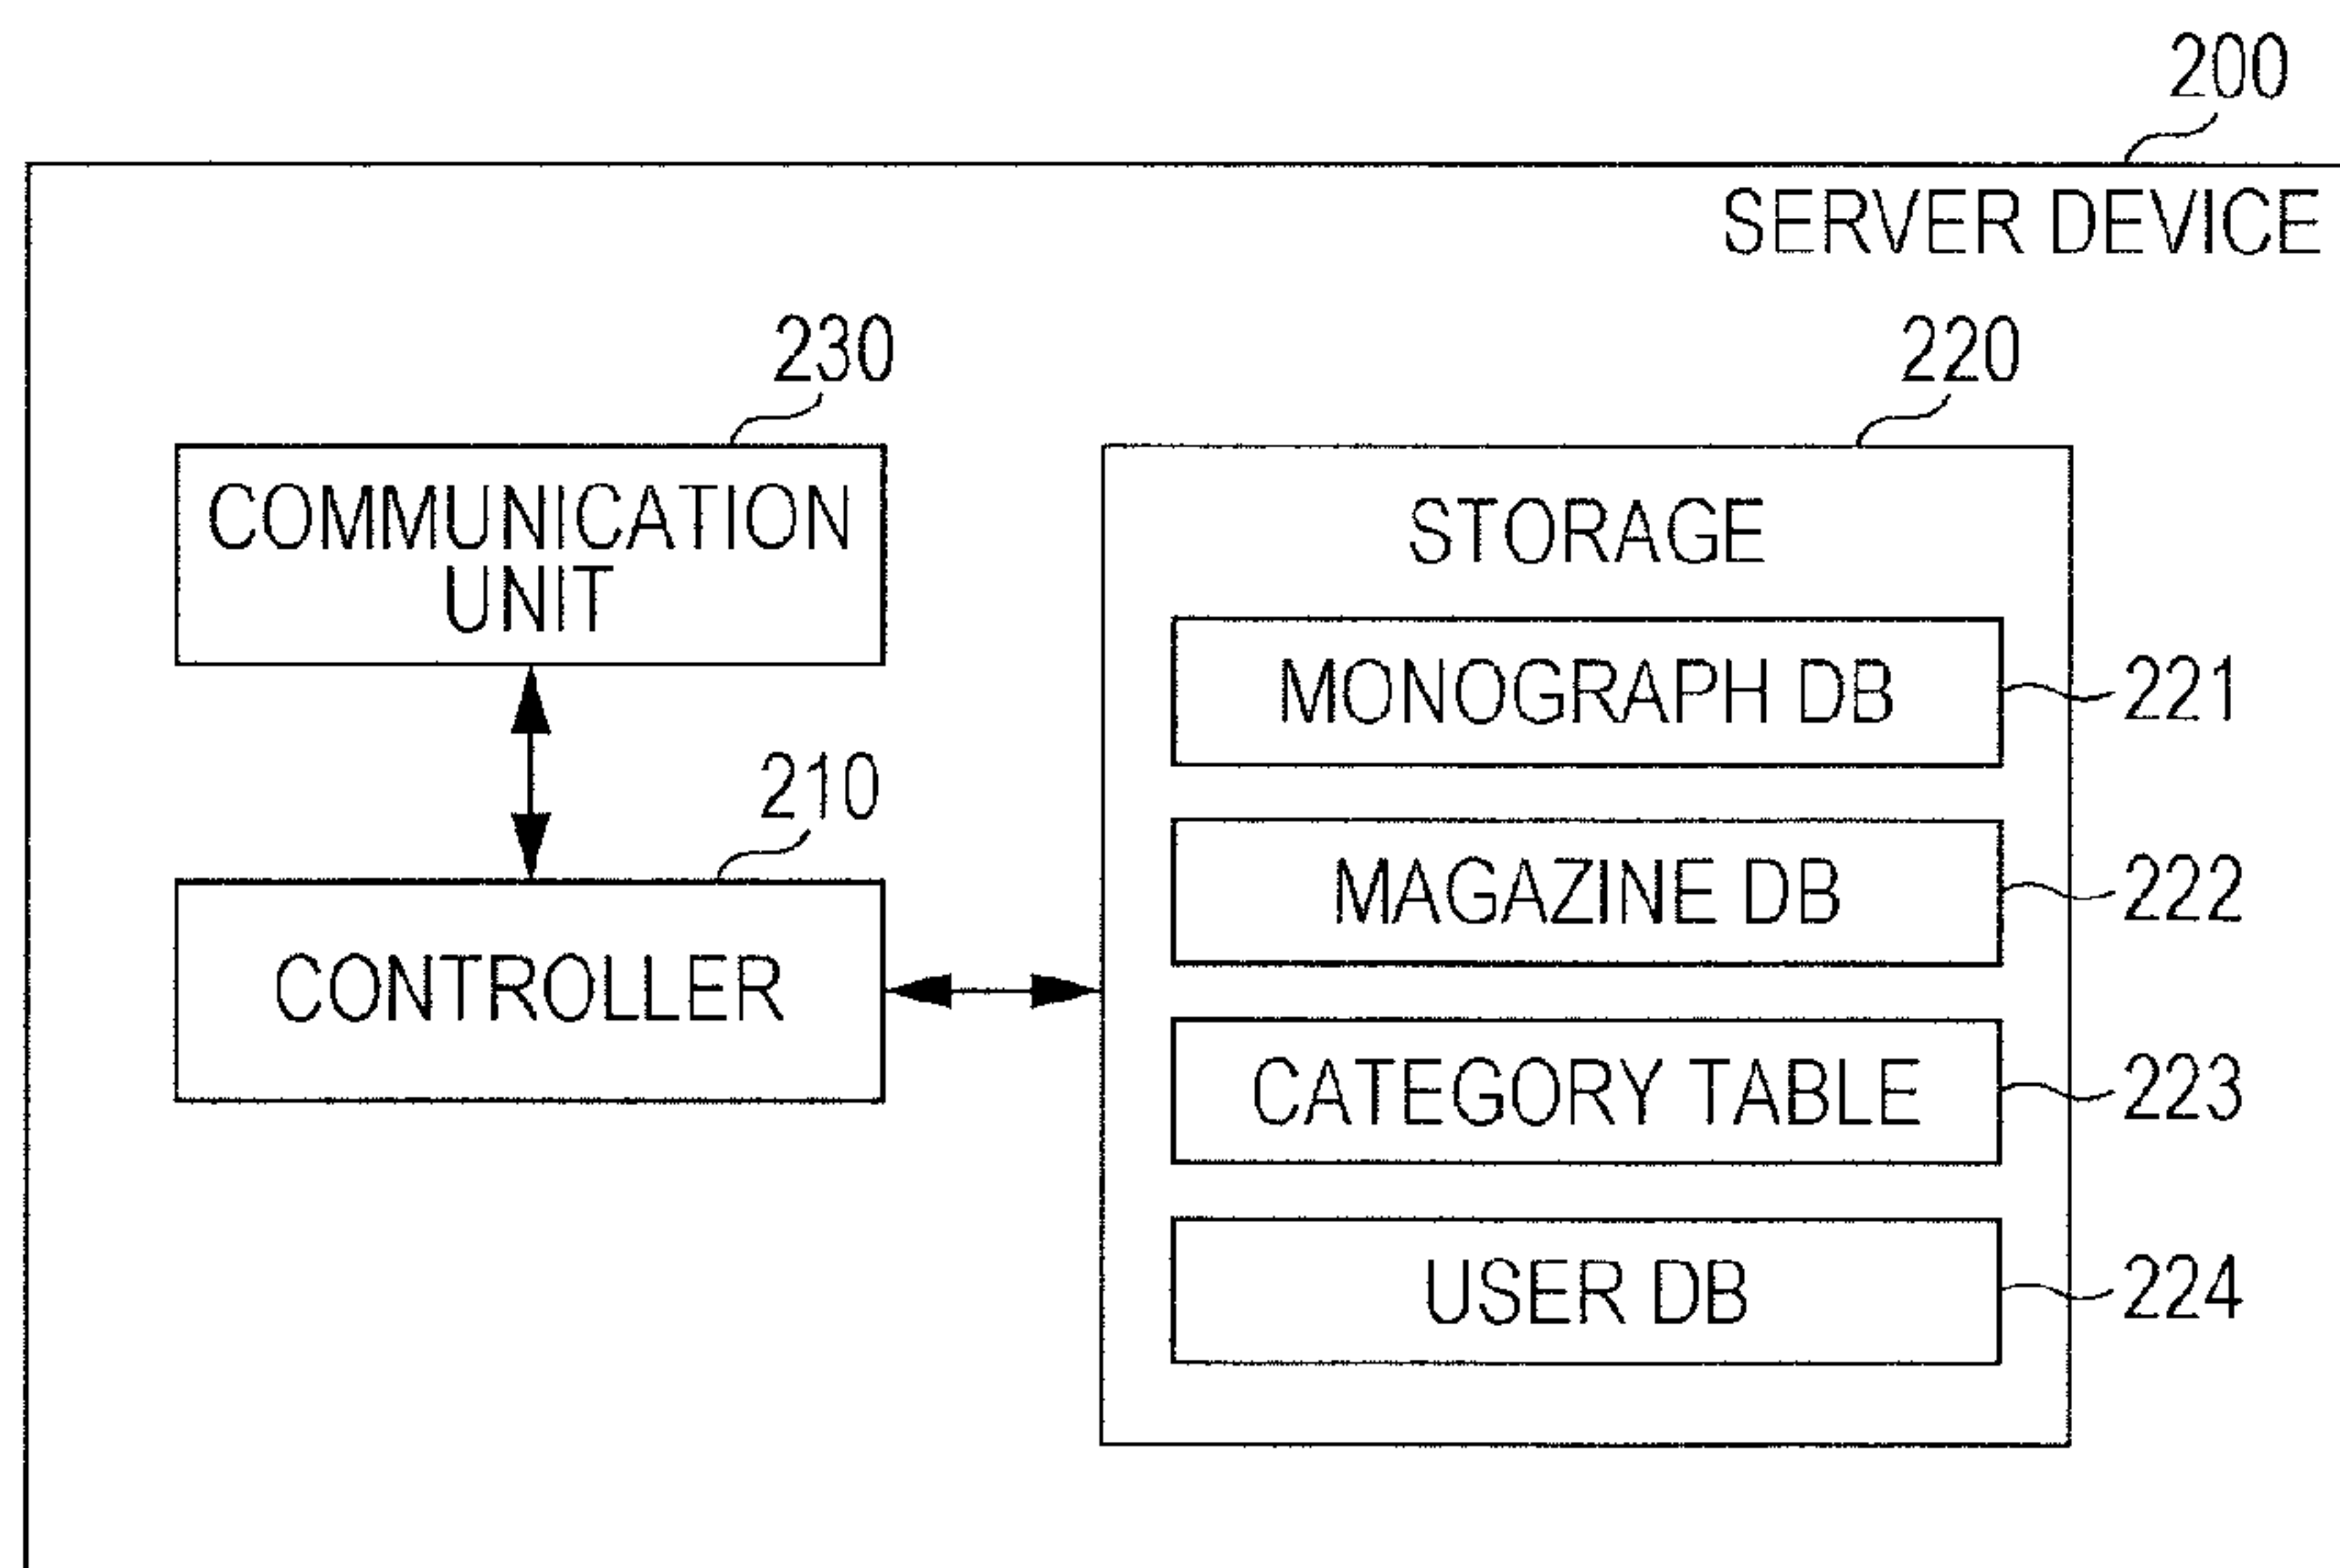 200
SERVER DEVICE
230
220
COMMUNICATION
UNIT
STORAGE
MONOGRAPH DB
221
210
MAGAZINE DB
222
CONTROLLER
CATEGORY TABLE
223
USER DB
224